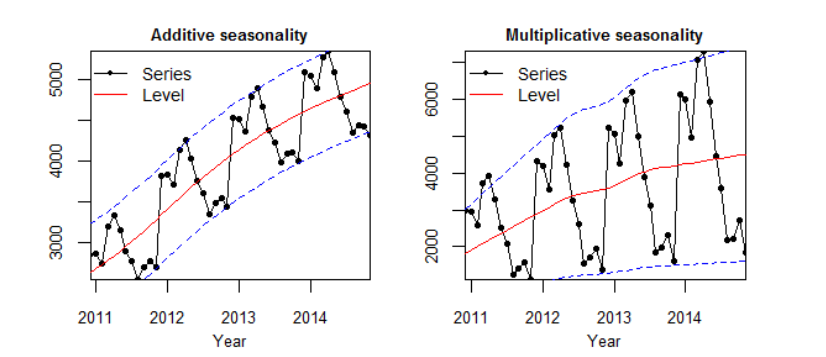 Additive seasonality
5000
4000
3000
Series
Level
2011 2012 2013 2014
Year
Multiplicative seasonality
6000
4000
2000
Series
Level
2011 2012 2013 2014
Year